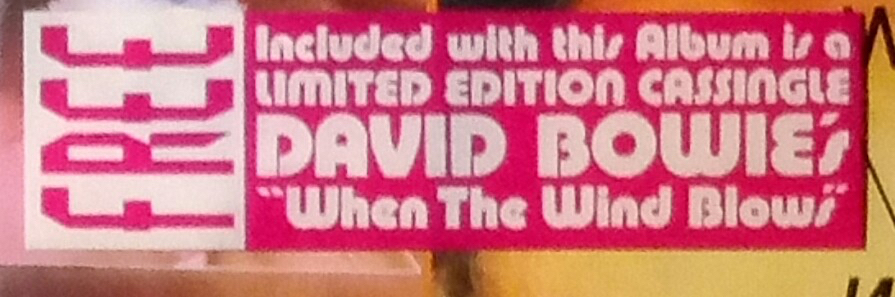 FREE
Included with this Album is a
LIMITED EDITION CASSINGLE
DAVID BOWIE's
"When The Wind Blows"